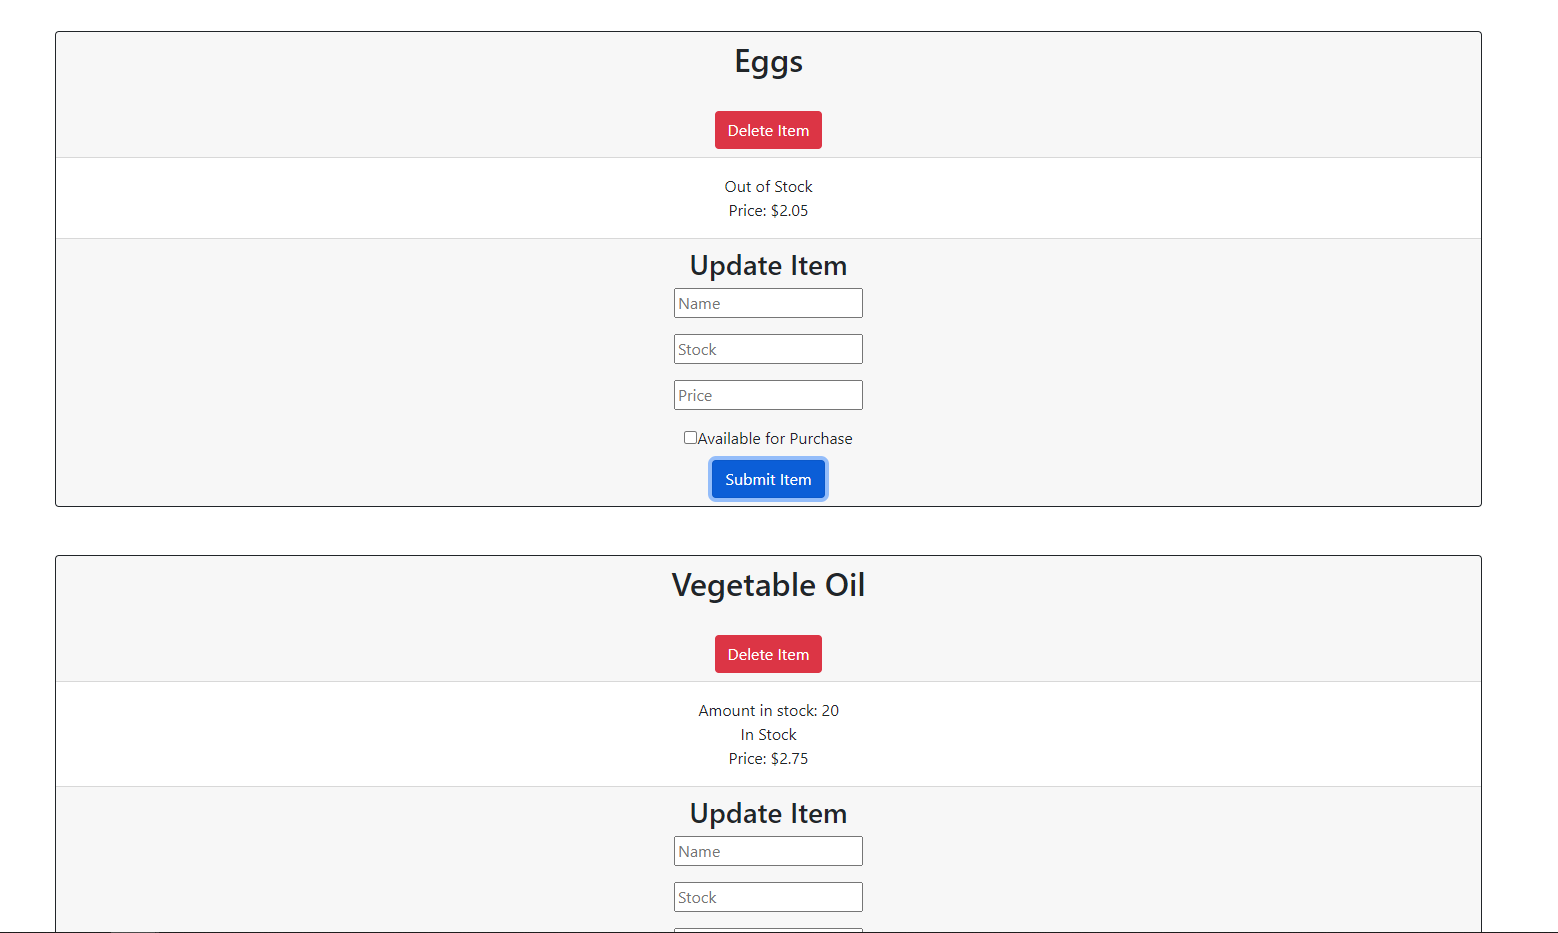 Eggs
Delete Item
Out of Stock
Price: $2.05
Update Item
Name
Stock
Price
Available for Purchase
Submit Item
Vegetable Oil
Delete Item
Amount in stock: 20
In Stock
Price: $2.75
Update Item
Name
Stock